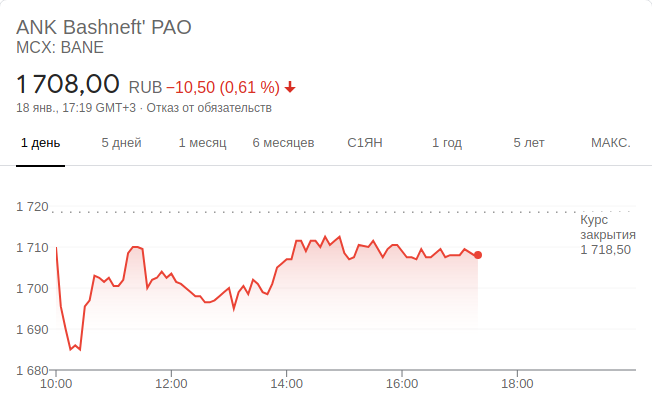 ANK Bashneft' PAO
MCX: BANE
1 708,00 RUB −10,50 (0,61 %)
18 янв., 17:19 GMT+3 · Отказ от обязательств
1 день 5 дней 1 месяц 6 месяцев С1ЯН 1 год 5 лет МАКС.
1 720
Курс
закрытия
1 718,50
1 710
1 700
1 690
1 680
10:00 12:00 14:00 16:00 18:00